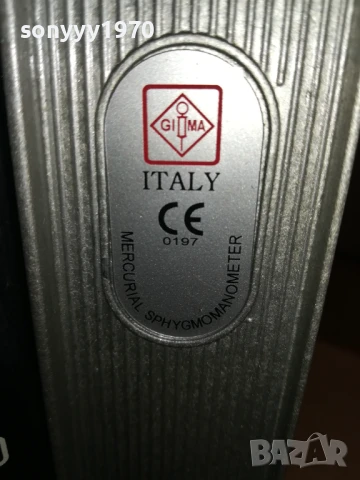 sonyyy1970
GIMA
ITALY
CE
0197
MERCURIAL SPHYGMOMANOMETER
BAZAR